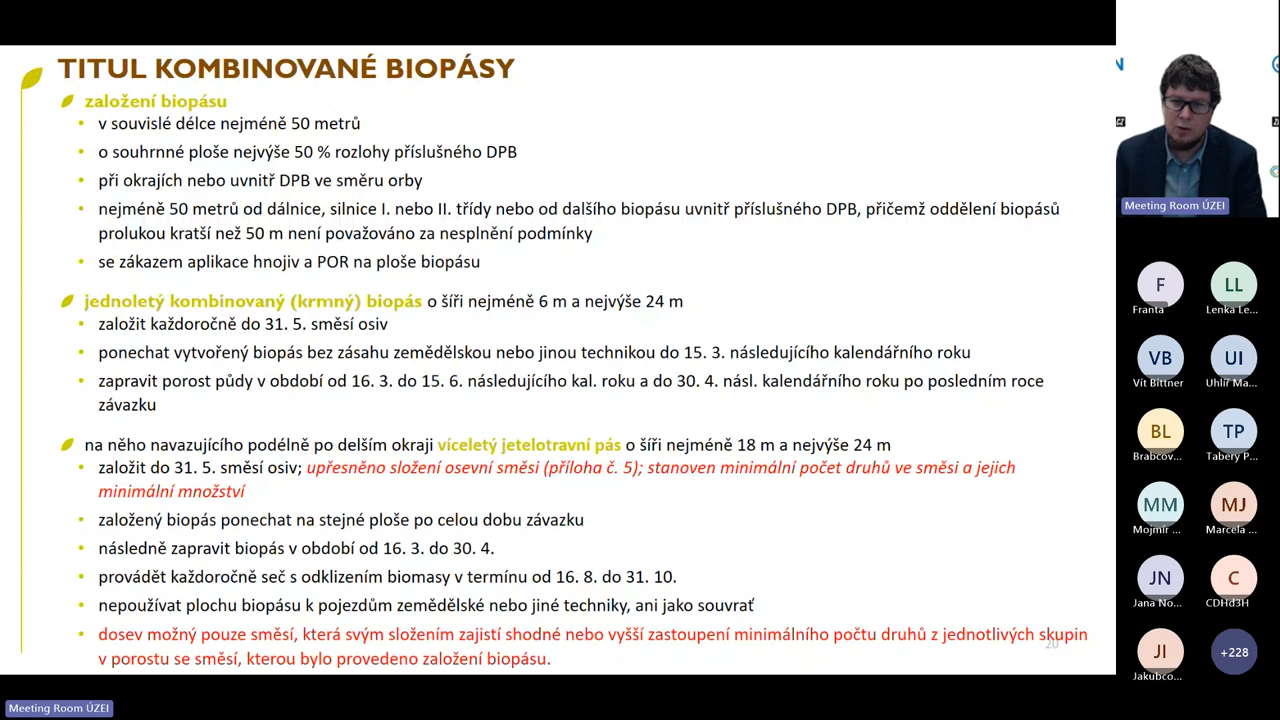 TITUL KOMBINOVANÉ BIOPÁSY
založení biopásu
• v souvislé délce nejméně 50 metrů
• o souhrnné ploše nejvýše 50 % rozlohy příslušného DPB
• při okrajích nebo uvnitř DPB ve směru orby
• nejméně 50 metrů od dálnice, silnice I. nebo II. třídy nebo od dalšího biopásu uvnitř příslušného DPB, přičemž oddělení biopásů
prolukou kratší než 50 m není považováno za nesplnění podmínky
• se zákazem aplikace hnojiv a POR na ploše biopásu
jednoletý kombinovaný (krmný) biopás o šíři nejméně 6 m a nejvýše 24 m
• založit každoročně do 31. 5. směsí osiv
• ponechat vytvořený biopás bez zásahu zemědělskou nebo jinou technikou do 15. 3. následujícího kalendářního roku
• zapravit porost půdy v období od 16. 3. do 15. 6. následujícího kal. roku a do 30. 4. násl. kalendářního roku po posledním roce
závazku
na něho navazujícího podélně po delším okraji víceletý jetelotravní pás o šíři nejméně 18 m a nejvýše 24 m
• založit do 31. 5. směsí osiv; upřesněno složení osevní směsi (příloha č. 5); stanoven minimální počet druhů ve směsi a jejich
minimální množství
• založený biopás ponechat na stejné ploše po celou dobu závazku
• následně zapravit biopás v období od 16. 3. do 30. 4.
• provádět každoročně seč s odklizením biomasy v termínu od 16. 8. do 31. 10.
• nepoužívat plochu biopásu k pojezdům zemědělské nebo jiné techniky, ani jako souvrať
• dosev možný pouze směsí, která svým složením zajistí shodné nebo vyšší zastoupení minimálního počtu druhů z jednotlivých skupin
v porostu se směsí, kterou bylo provedeno založení biopásu.
20
Meeting Room ÚZEI
Meeting Room ÚZEI
F
LL
Franta
Lenka Le...
VB
UI
Vít Bittner
Uhlíř Ma...
BL
TP
Brabcov...
Tabery P...
MM
MJ
Mojmír ...
Marcela ...
JN
C
Jana No...
CDHd3H
JI
+228
Jakubco...